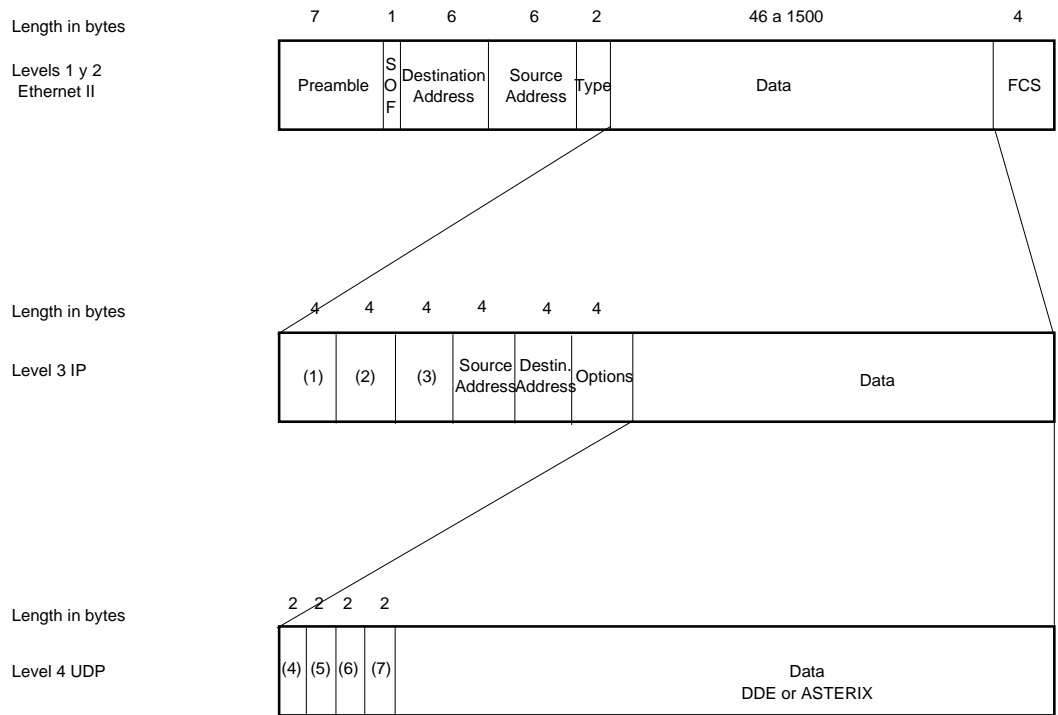 Length in bytes 7 1 6 6 2 46 a 1500 4
Levels 1 y 2
Ethernet II
Preamble
S
O
F
Destination
Address
Source
Address
Type
Data
FCS
Length in bytes 4 4 4 4 4 4
Level 3 IP
(1) (2) (3)
Source
Address
Destin.
Address
Options
Data
Length in bytes 2 2 2 2
Level 4 UDP
(4) (5) (6) (7)
Data
DDE or ASTERIX